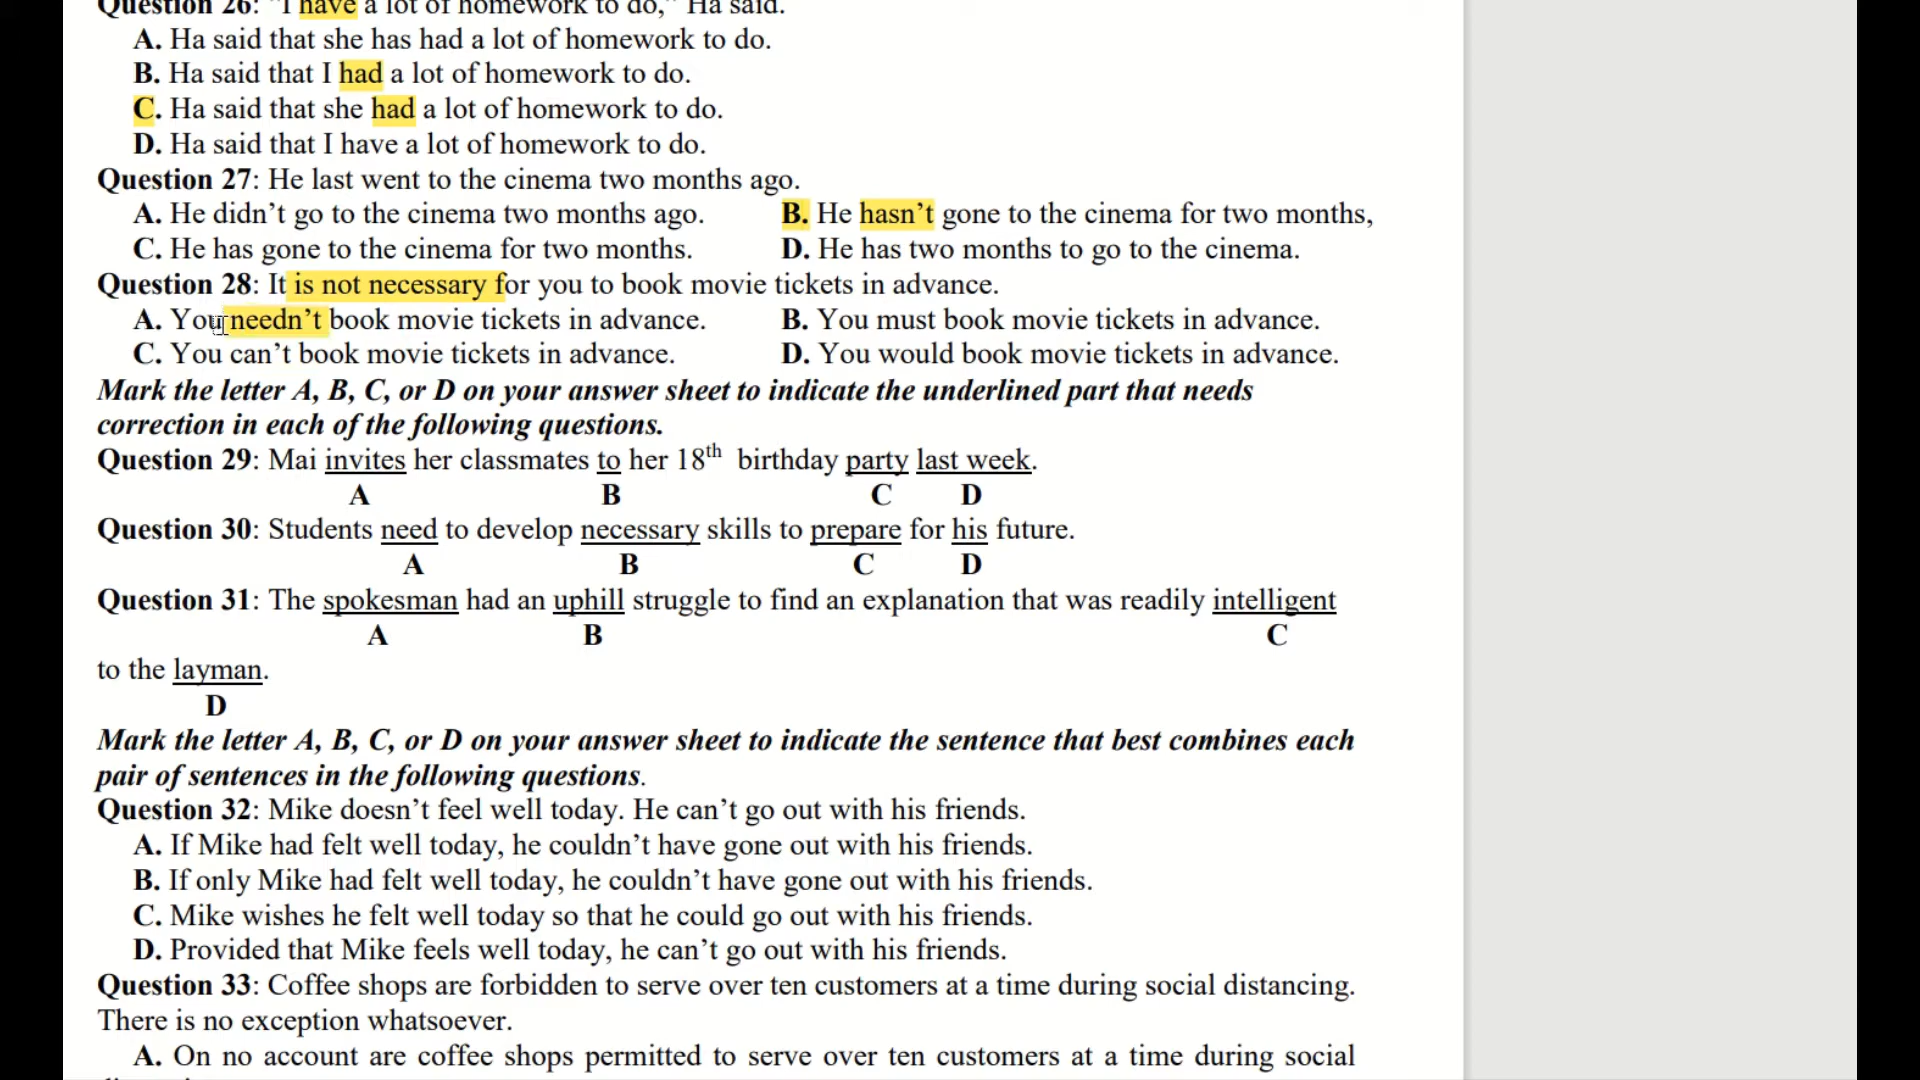 Question 26: "I have a lot of homework to do," Ha said.
A. Ha said that she has had a lot of homework to do.
B. Ha said that I had a lot of homework to do.
C. Ha said that she had a lot of homework to do.
D. Ha said that I have a lot of homework to do.
Question 27: He last went to the cinema two months ago.
A. He didn’t go to the cinema two months ago. B. He hasn’t gone to the cinema for two months,
C. He has gone to the cinema for two months. D. He has two months to go to the cinema.
Question 28: It is not necessary for you to book movie tickets in advance.
A. You needn’t book movie tickets in advance. B. You must book movie tickets in advance.
C. You can’t book movie tickets in advance. D. You would book movie tickets in advance.
Mark the letter A, B, C, or D on your answer sheet to indicate the underlined part that needs
correction in each of the following questions.
Question 29: Mai invites her classmates to her 18th birthday party last week.
A B C D
Question 30: Students need to develop necessary skills to prepare for his future.
A B C D
Question 31: The spokesman had an uphill struggle to find an explanation that was readily intelligent
A B C
to the layman.
D
Mark the letter A, B, C, or D on your answer sheet to indicate the sentence that best combines each
pair of sentences in the following questions.
Question 32: Mike doesn’t feel well today. He can’t go out with his friends.
A. If Mike had felt well today, he couldn’t have gone out with his friends.
B. If only Mike had felt well today, he couldn’t have gone out with his friends.
C. Mike wishes he felt well today so that he could go out with his friends.
D. Provided that Mike feels well today, he can’t go out with his friends.
Question 33: Coffee shops are forbidden to serve over ten customers at a time during social distancing.
There is no exception whatsoever.
A. On no account are coffee shops permitted to serve over ten customers at a time during social